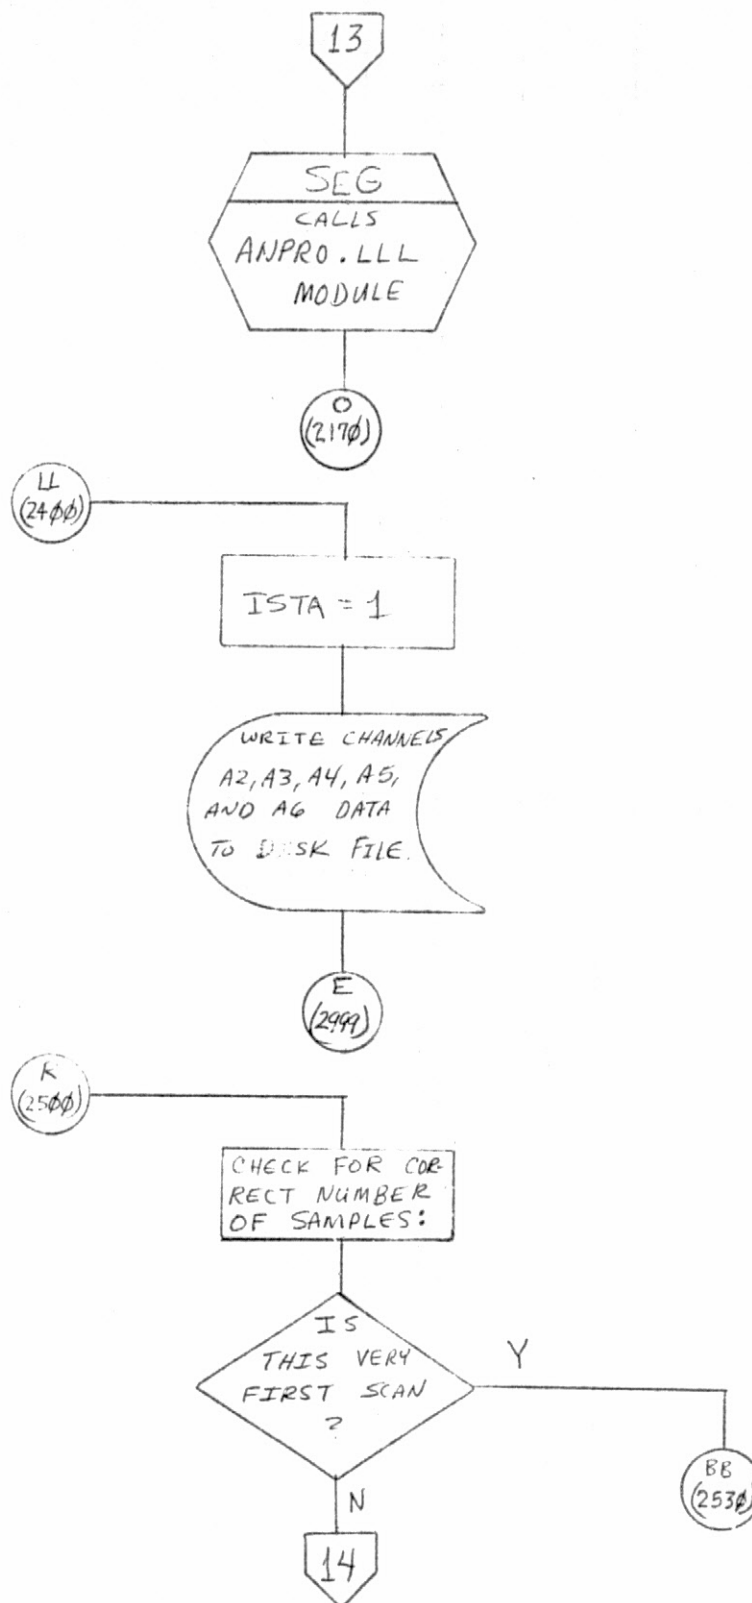 13
SEG
CALLS
ANPRO.LLL
MODULE
O
(217Ø)
LL
(24ØØ)
ISTA = 1
WRITE CHANNELS
A2, A3, A4, A5,
AND A6 DATA
TO DISK FILE.
E
(2999)
K
(25ØØ)
CHECK FOR COR-
RECT NUMBER
OF SAMPLES:
IS
THIS VERY
FIRST SCAN
?
Y
BB
(253Ø)
N
14